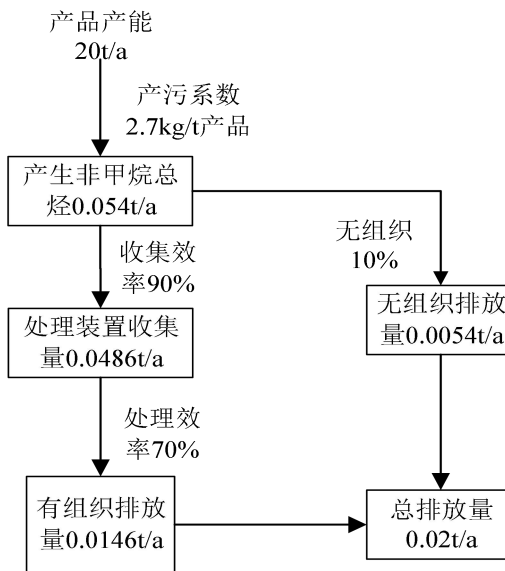 产品产能
20t/a
产污系数
2.7kg/t产品
产生非甲烷总
烃0.054t/a
收集效
率90%
无组织
10%
处理装置收集
量0.0486t/a
无组织排放
量0.0054t/a
处理效
率70%
有组织排放
量0.0146t/a
总排放量
0.02t/a